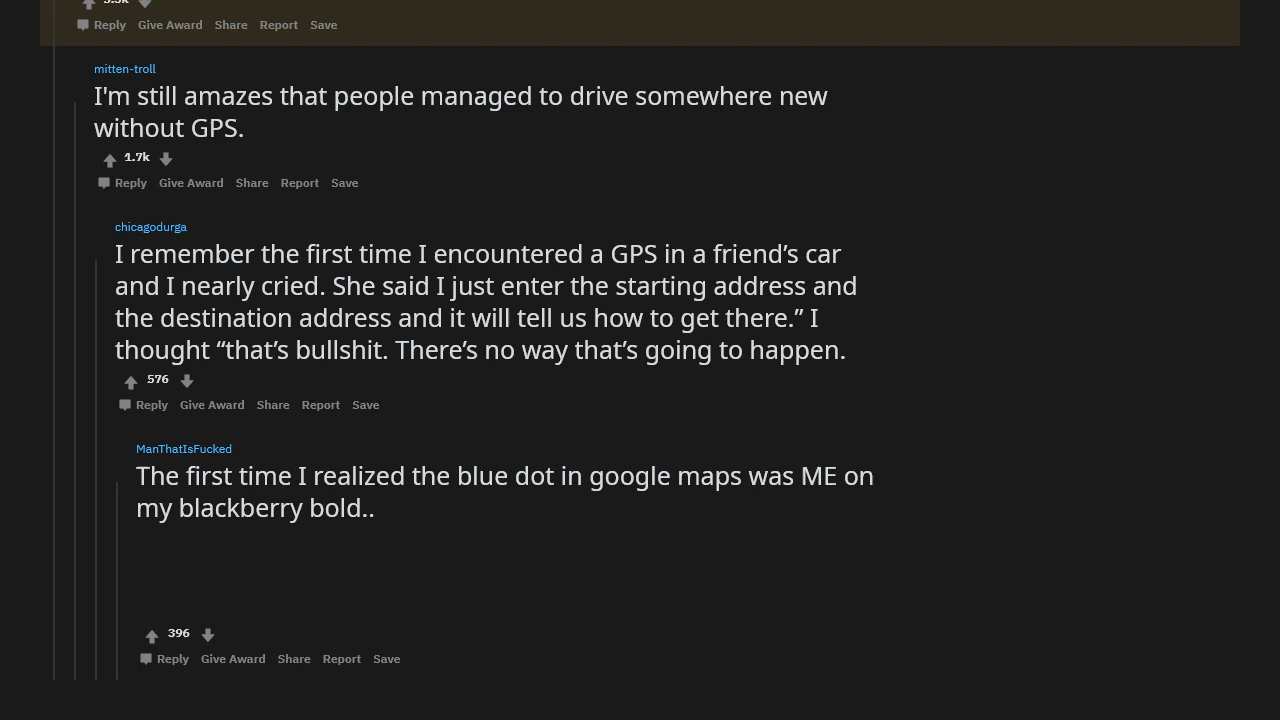 Reply Give Award Share Report Save
mitten-troll
I'm still amazes that people managed to drive somewhere new
without GPS.
1.7k
Reply Give Award Share Report Save
chicagodurga
I remember the first time I encountered a GPS in a friend’s car
and I nearly cried. She said I just enter the starting address and
the destination address and it will tell us how to get there.” I
thought “that’s bullshit. There’s no way that’s going to happen.
576
Reply Give Award Share Report Save
ManThatIsFucked
The first time I realized the blue dot in google maps was ME on
my blackberry bold..
396
Reply Give Award Share Report Save